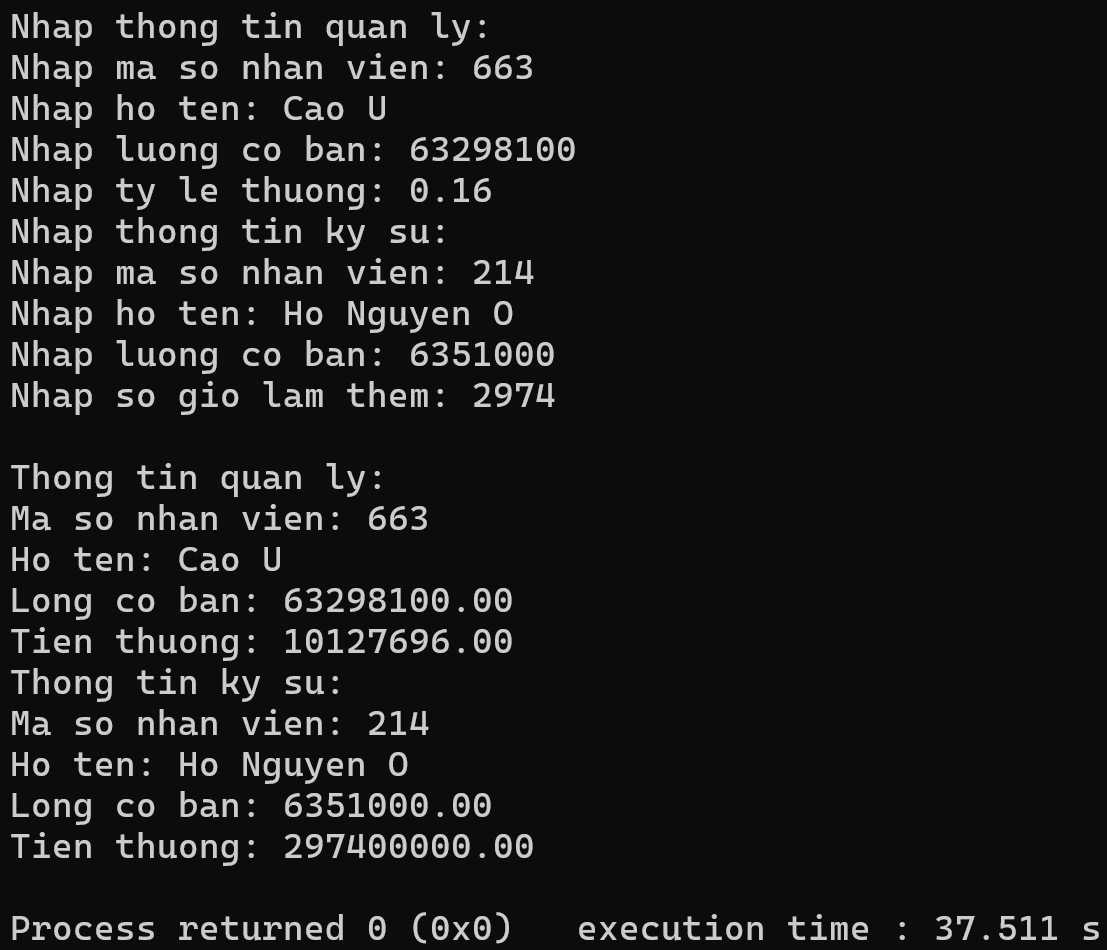 Nhap thong tin quan ly:
Nhap ma so nhan vien: 663
Nhap ho ten: Cao U
Nhap luong co ban: 63298100
Nhap ty le thuong: 0.16
Nhap thong tin ky su:
Nhap ma so nhan vien: 214
Nhap ho ten: Ho Nguyen O
Nhap luong co ban: 6351000
Nhap so gio lam them: 2974

Thong tin quan ly:
Ma so nhan vien: 663
Ho ten: Cao U
Long co ban: 63298100.00
Tien thuong: 10127696.00
Thong tin ky su:
Ma so nhan vien: 214
Ho ten: Ho Nguyen O
Long co ban: 6351000.00
Tien thuong: 297400000.00

Process returned 0 (0x0)   execution time : 37.511 s